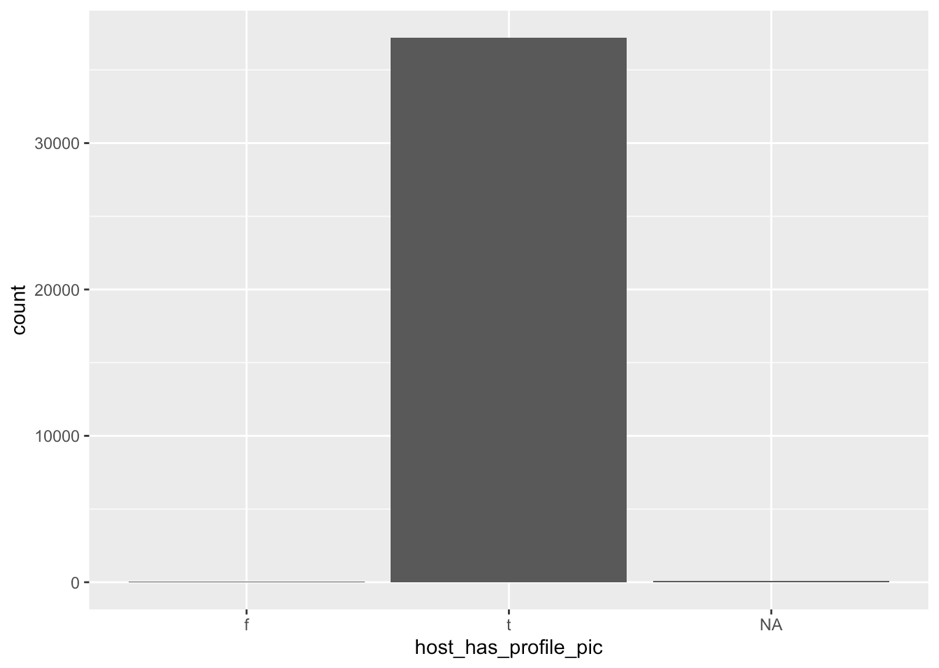 count
30000
20000
10000
0
f t NA
host_has_profile_pic